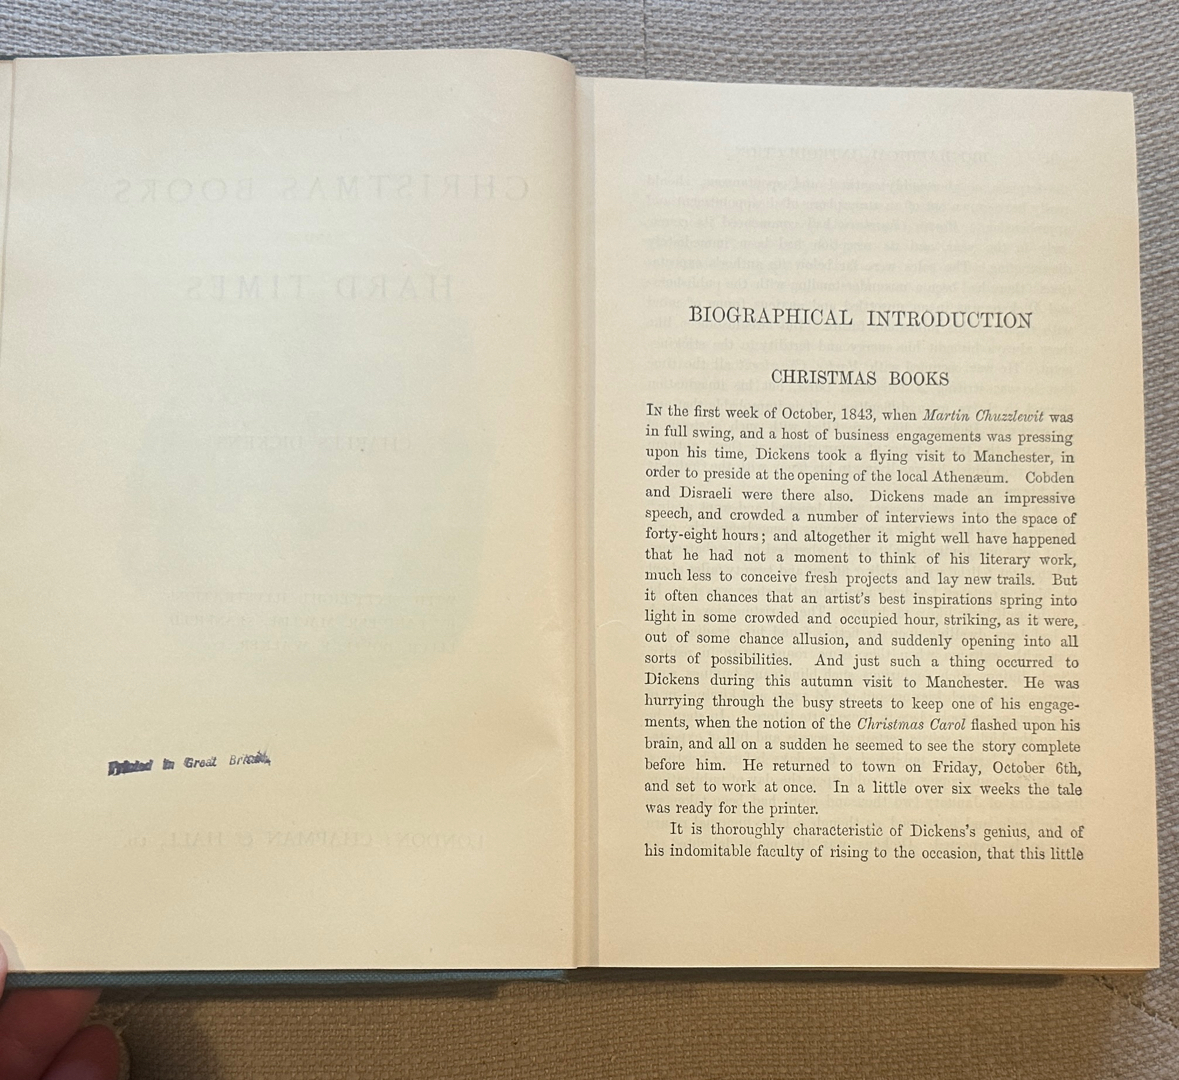 CHRISTMAS BOOKS
HARD TIMES
CHARLES DICKENS
Printed in Great Britain
LONDON: CHAPMAN & HALL, LD.
BIOGRAPHICAL INTRODUCTION
CHRISTMAS BOOKS
IN the first week of October, 1843, when Martin Chuzzlewit was
in full swing, and a host of business engagements was pressing
upon his time, Dickens took a flying visit to Manchester, in
order to preside at the opening of the local Athenæum. Cobden
and Disraeli were there also. Dickens made an impressive
speech, and crowded a number of interviews into the space of
forty-eight hours; and altogether it might well have happened
that he had not a moment to think of his literary work,
much less to conceive fresh projects and lay new trails. But
it often chances that an artist's best inspirations spring into
light in some crowded and occupied hour, striking, as it were,
out of some chance allusion, and suddenly opening into all
sorts of possibilities. And just such a thing occurred to
Dickens during this autumn visit to Manchester. He was
hurrying through the busy streets to keep one of his engage-
ments, when the notion of the Christmas Carol flashed upon his
brain, and all on a sudden he seemed to see the story complete
before him. He returned to town on Friday, October 6th,
and set to work at once. In a little over six weeks the tale
was ready for the printer.
It is thoroughly characteristic of Dickens's genius, and of
his indomitable faculty of rising to the occasion, that this little